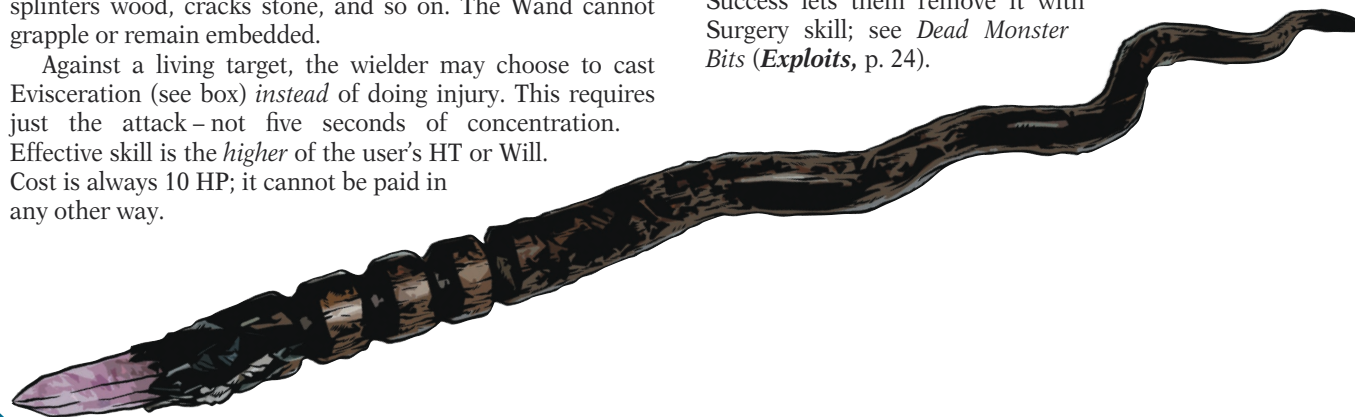 splinters wood, cracks stone, and so on. The Wand cannot
grapple or remain embedded.
Against a living target, the wielder may choose to cast
Evisceration (see box) instead of doing injury. This requires
just the attack – not five seconds of concentration.
Effective skill is the higher of the user’s HT or Will.
Cost is always 10 HP; it cannot be paid in
any other way.
Success lets them remove it with
Surgery skill; see Dead Monster
Bits (Exploits, p. 24).